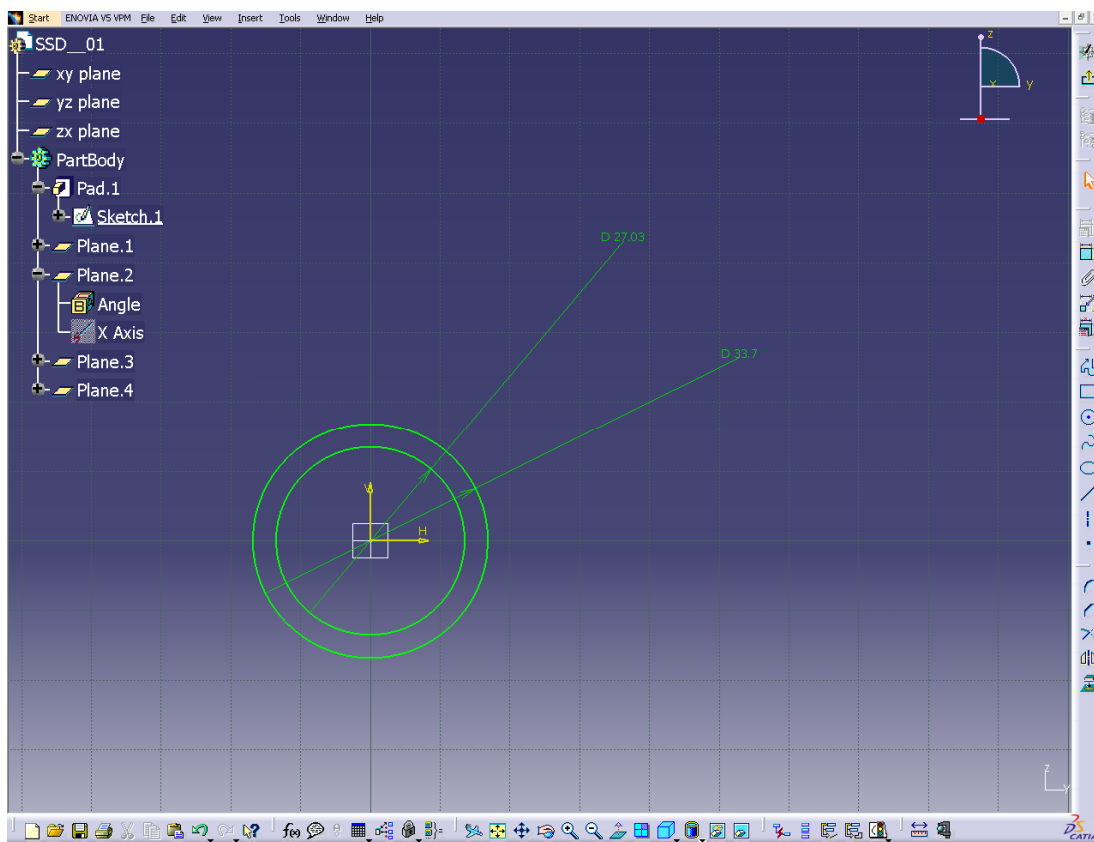 Start ENOVIA V5 VPM File Edit View Insert Tools Window Help
SSD__01
xy plane
yz plane
zx plane
PartBody
Pad.1
Sketch.1
Plane.1
Plane.2
Angle
X Axis
Plane.3
Plane.4
z
x
y
D 27.03
D 33.7
V
H
z
y
f(x)
CATIA